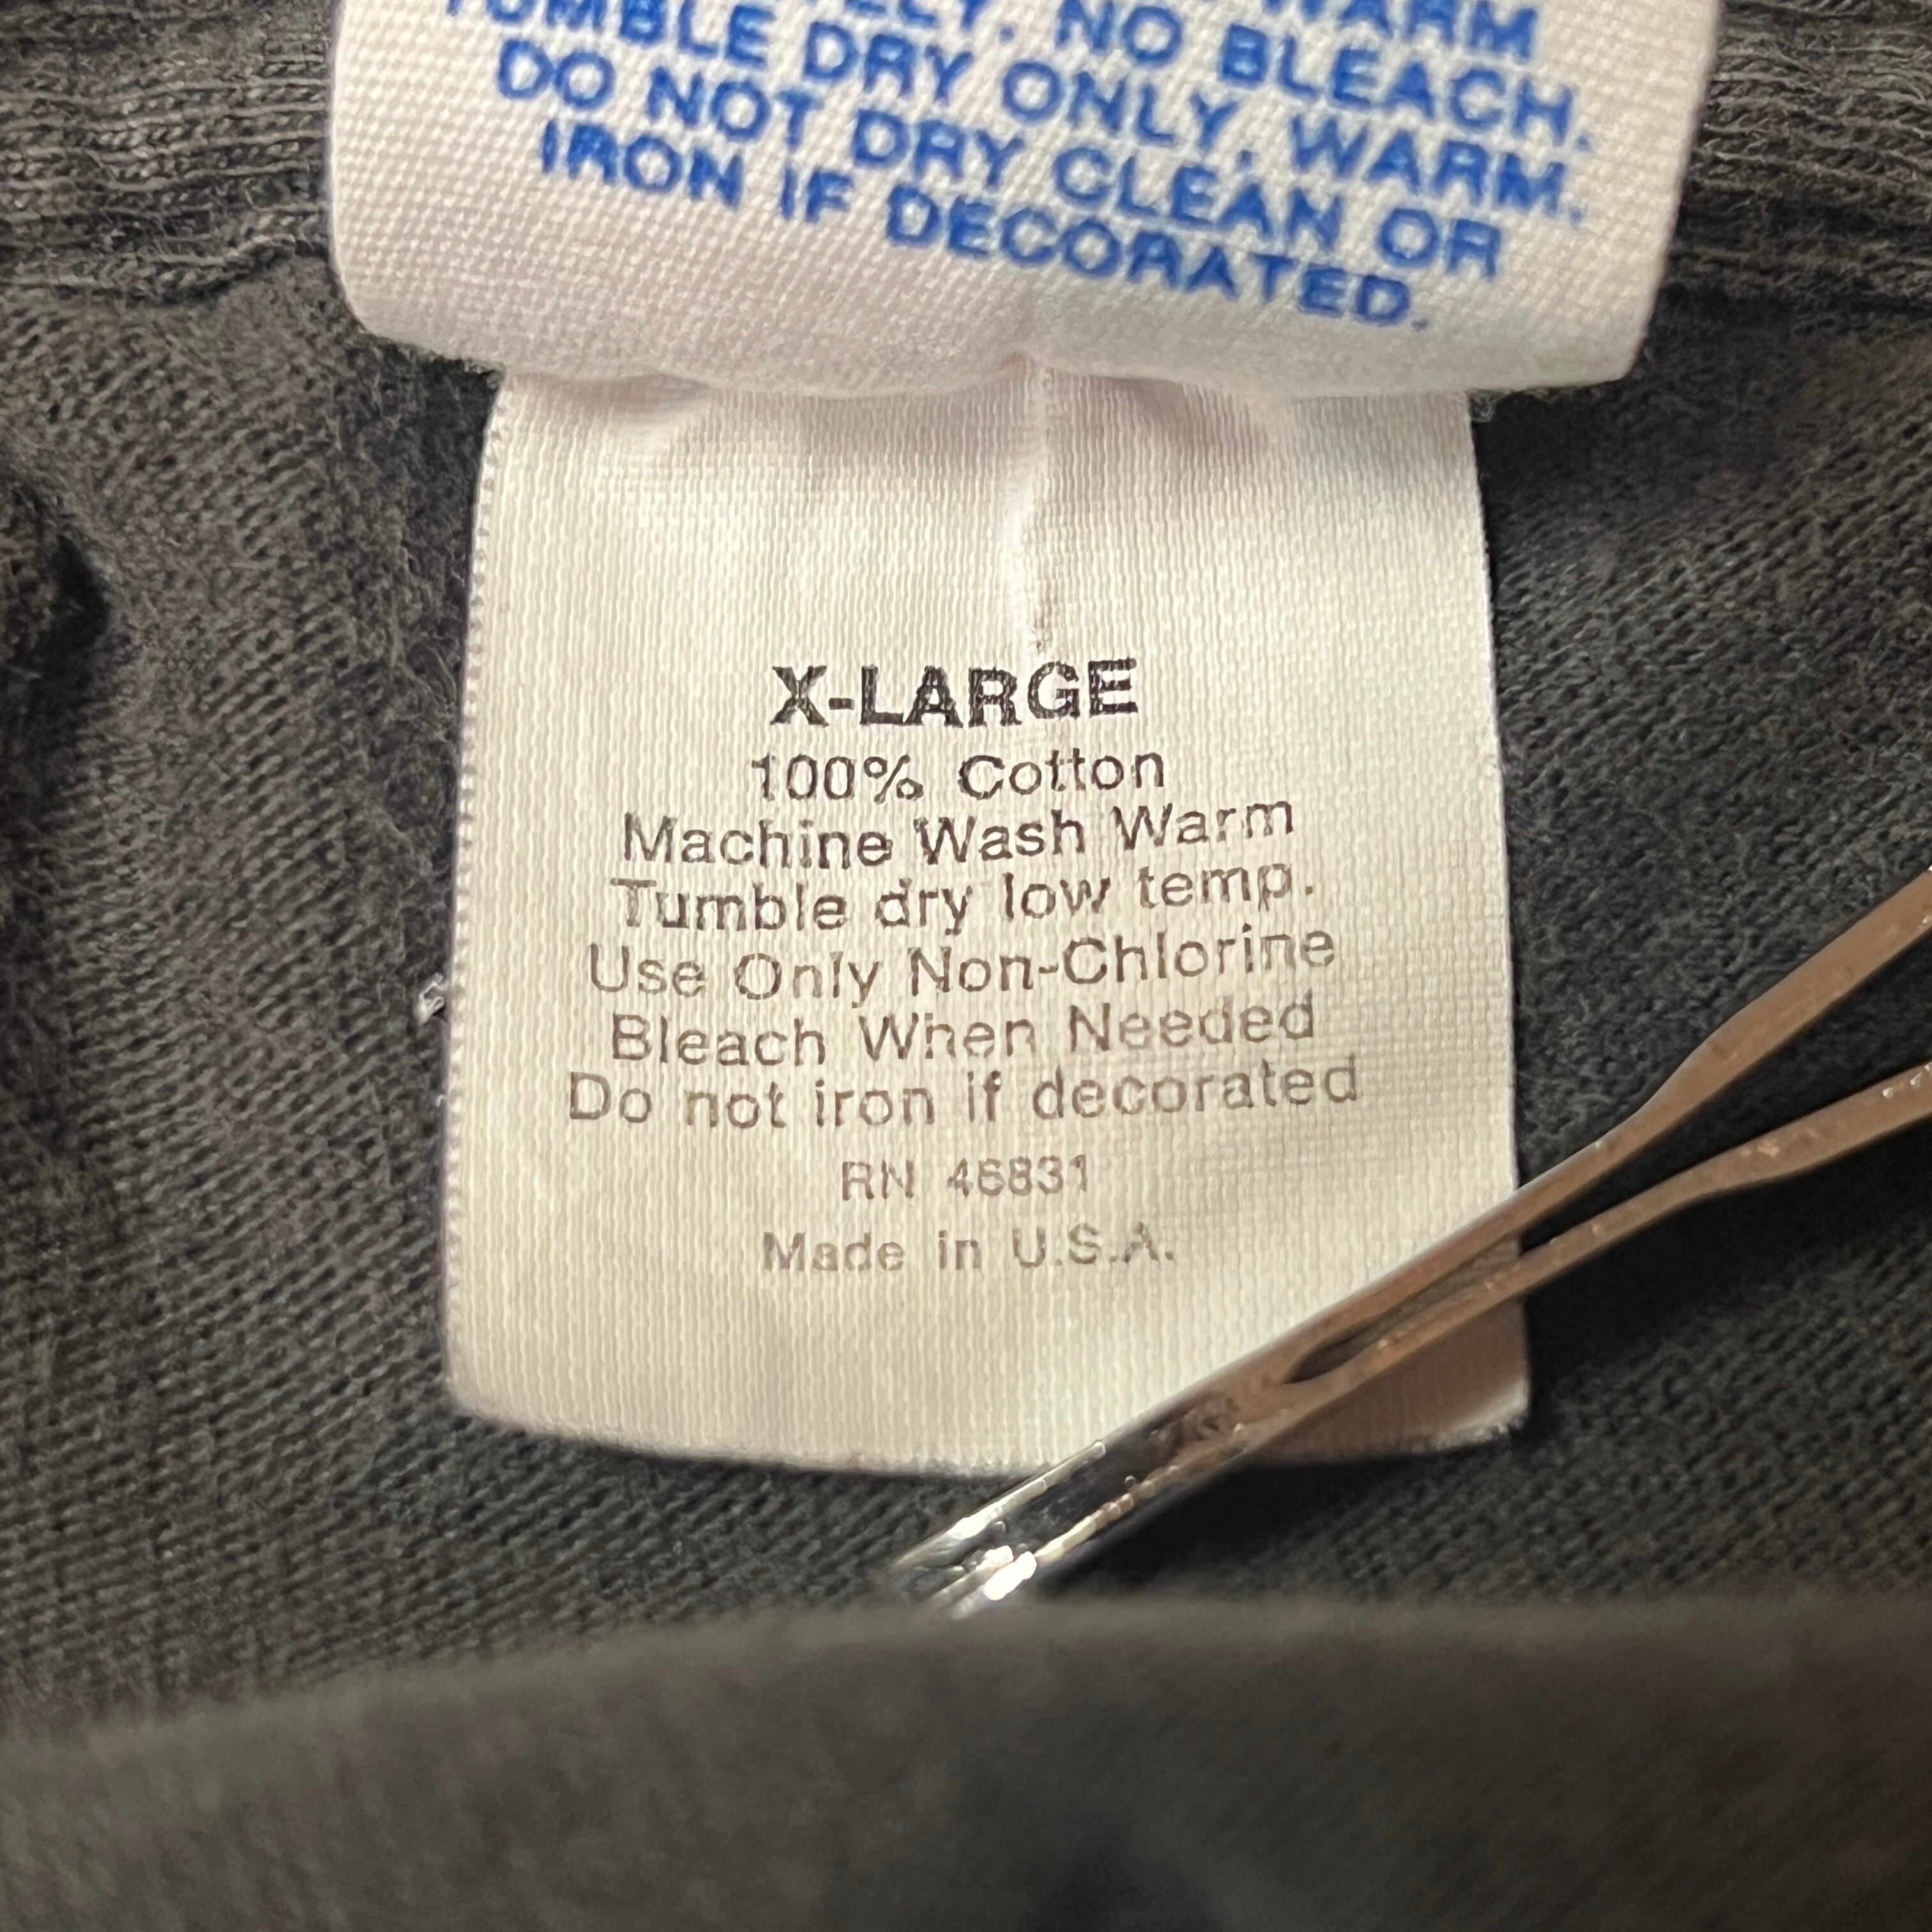 WARM
NO BLEACH.
TUMBLE DRY ONLY, WARM.
DO NOT DRY CLEAN OR
IRON IF DECORATED.
X-LARGE
100% Cotton
Machine Wash Warm
Tumble dry low temp.
Use Only Non-Chlorine
Bleach When Needed
Do not iron if decorated
RN 46831
Made in U.S.A.